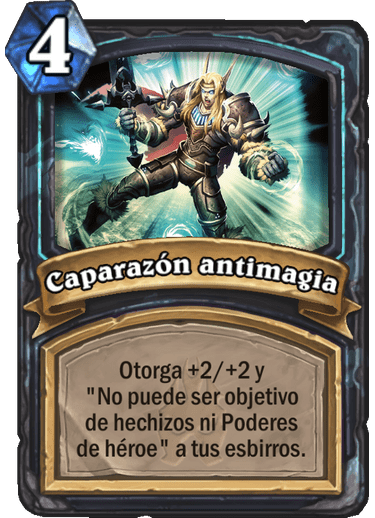 4
Caparazón antimagia
Otorga +2/+2 y
"No puede ser objetivo
de hechizos ni Poderes
de héroe" a tus esbirros.